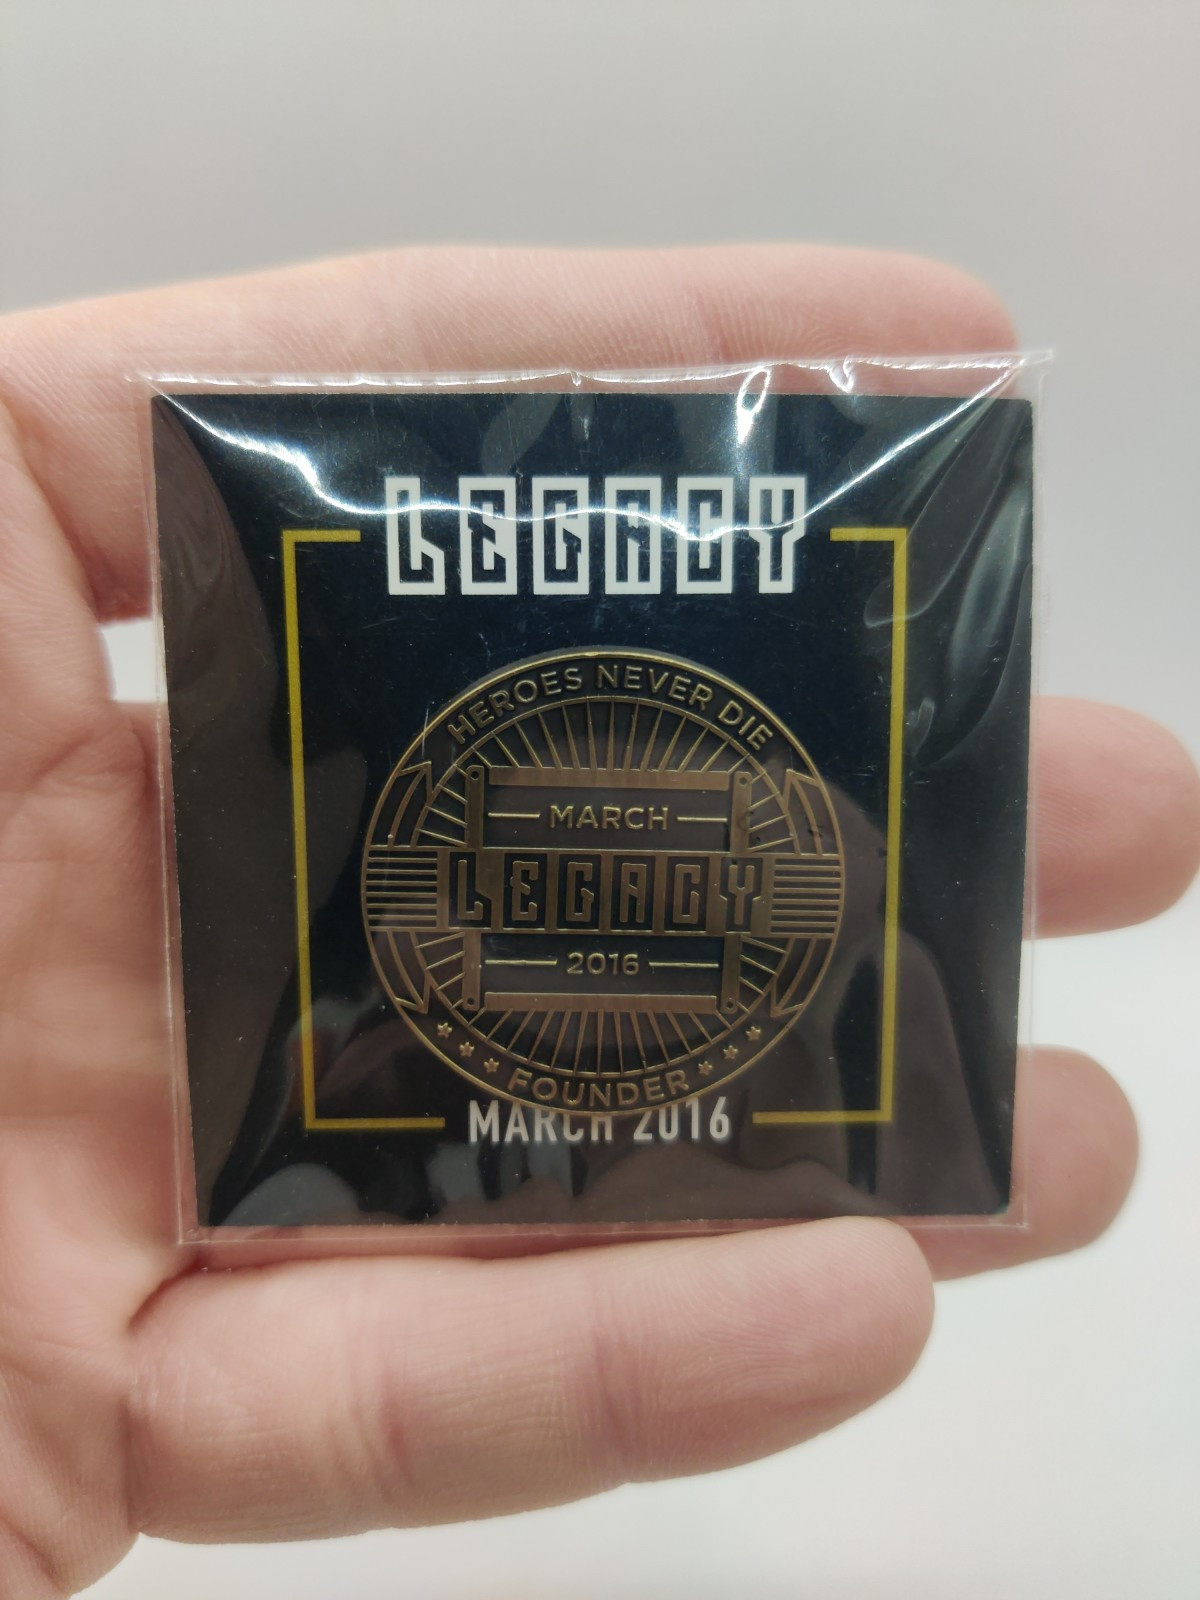 LEGACY
HEROES NEVER DIE
MARCH
LEGACY
2016
FOUNDER
MARCH 2016